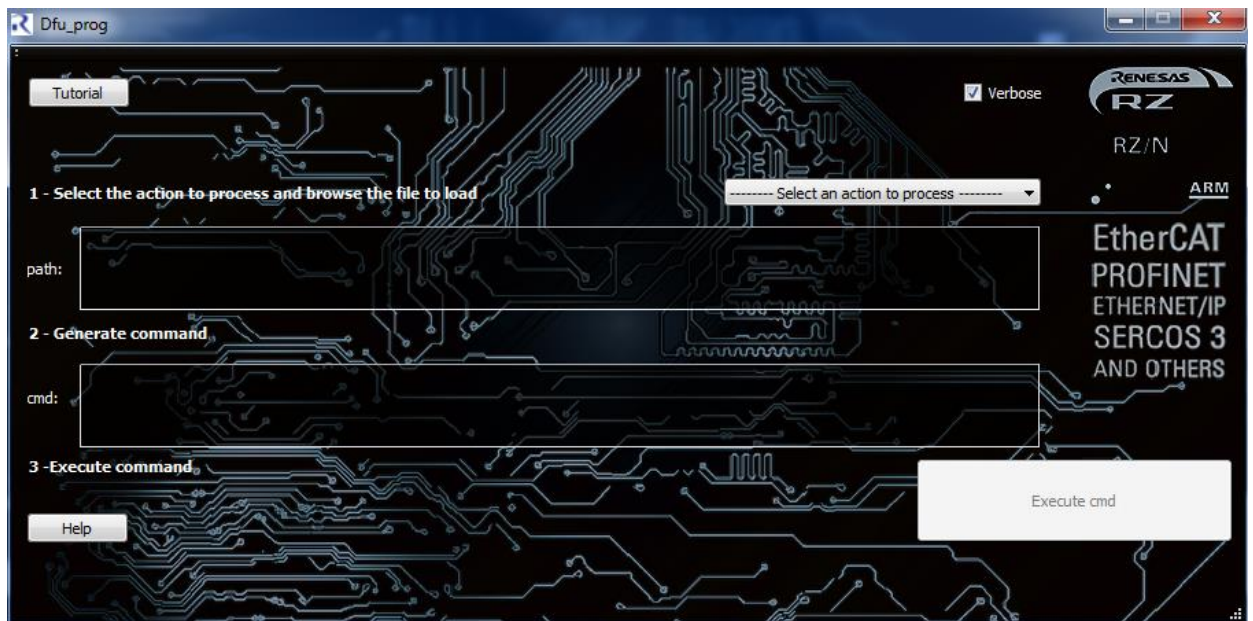 Dfu_prog
Tutorial
Verbose
RENESAS
RZ
RZ/N
1 - Select the action to process and browse the file to load
-------- Select an action to process --------
ARM
path:
EtherCAT
PROFINET
ETHERNET/IP
SERCOS 3
AND OTHERS
2 - Generate command
cmd:
3 -Execute command
Execute cmd
Help